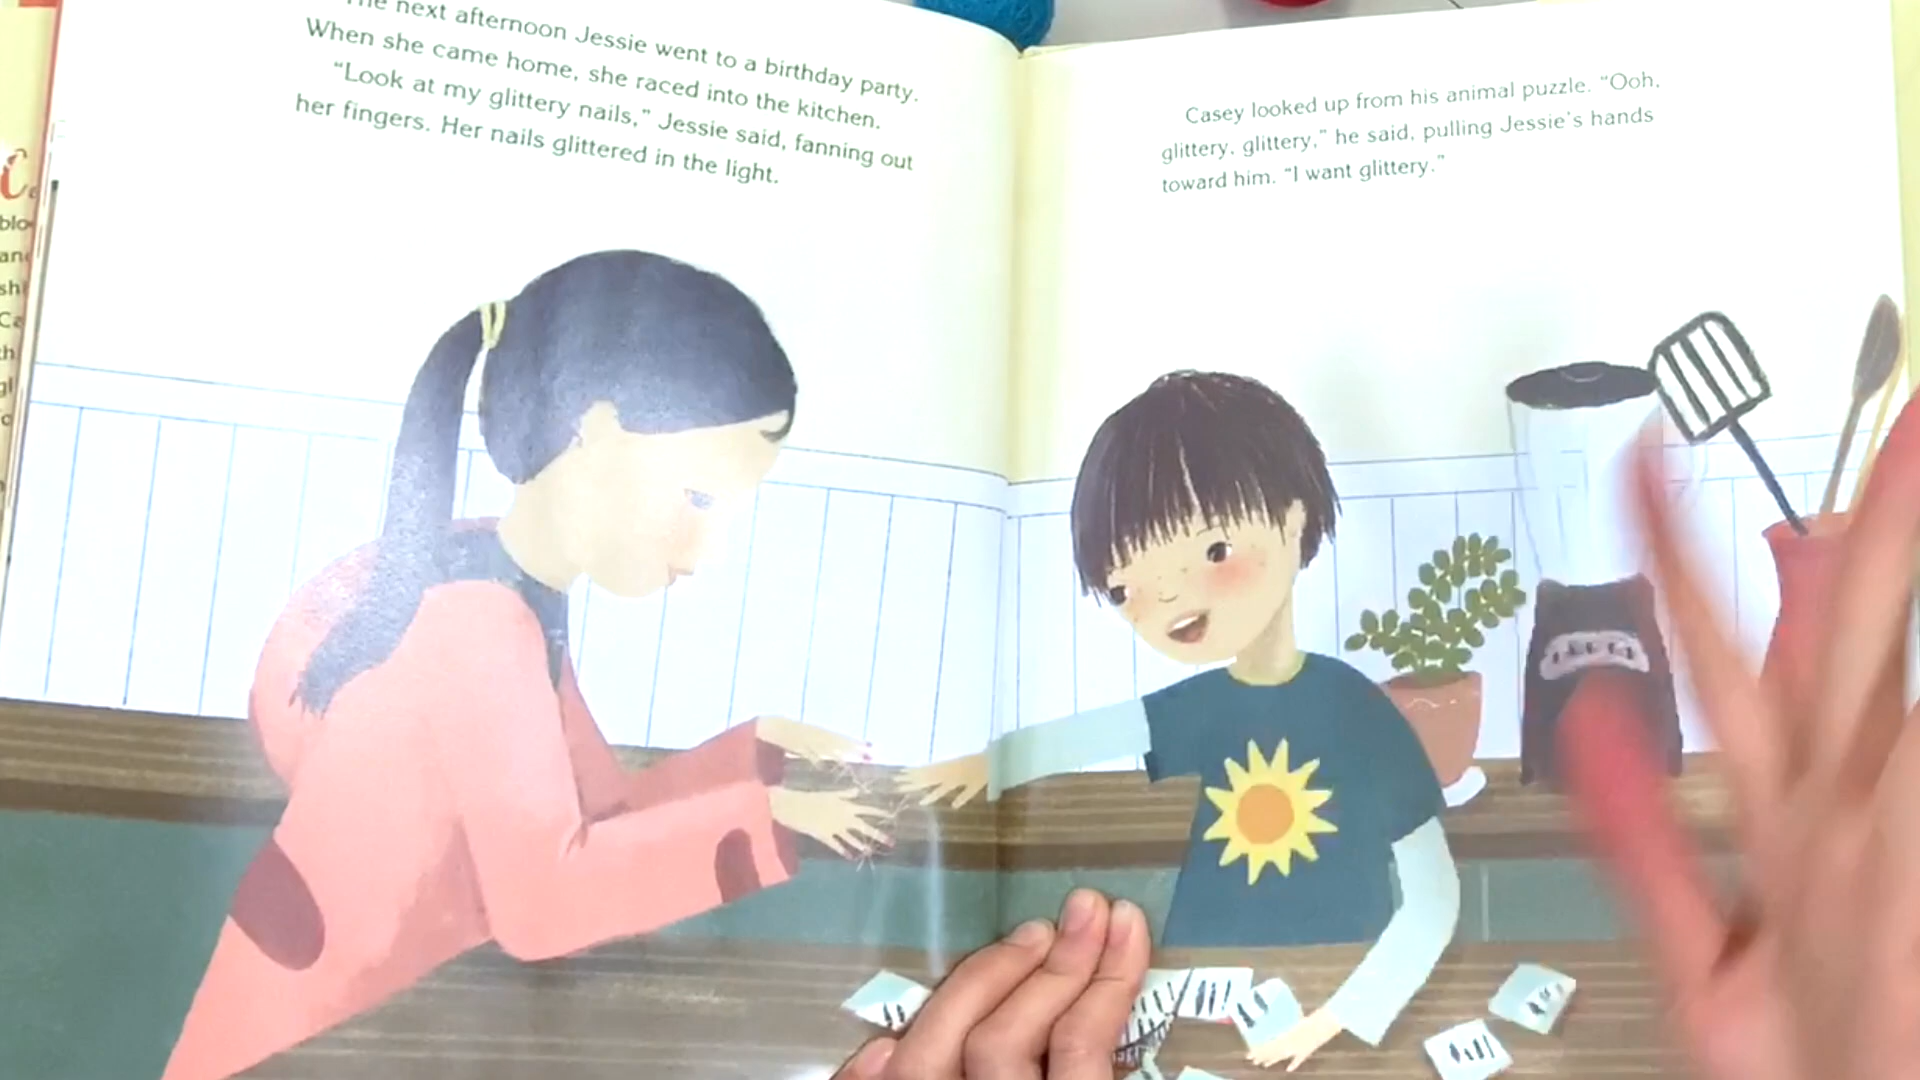 The next afternoon Jessie went to a birthday party.
When she came home, she raced into the kitchen.
“Look at my glittery nails,” Jessie said, fanning out
her fingers. Her nails glittered in the light.
Casey looked up from his animal puzzle. “Ooh,
glittery, glittery,” he said, pulling Jessie’s hands
toward him. “I want glittery.”